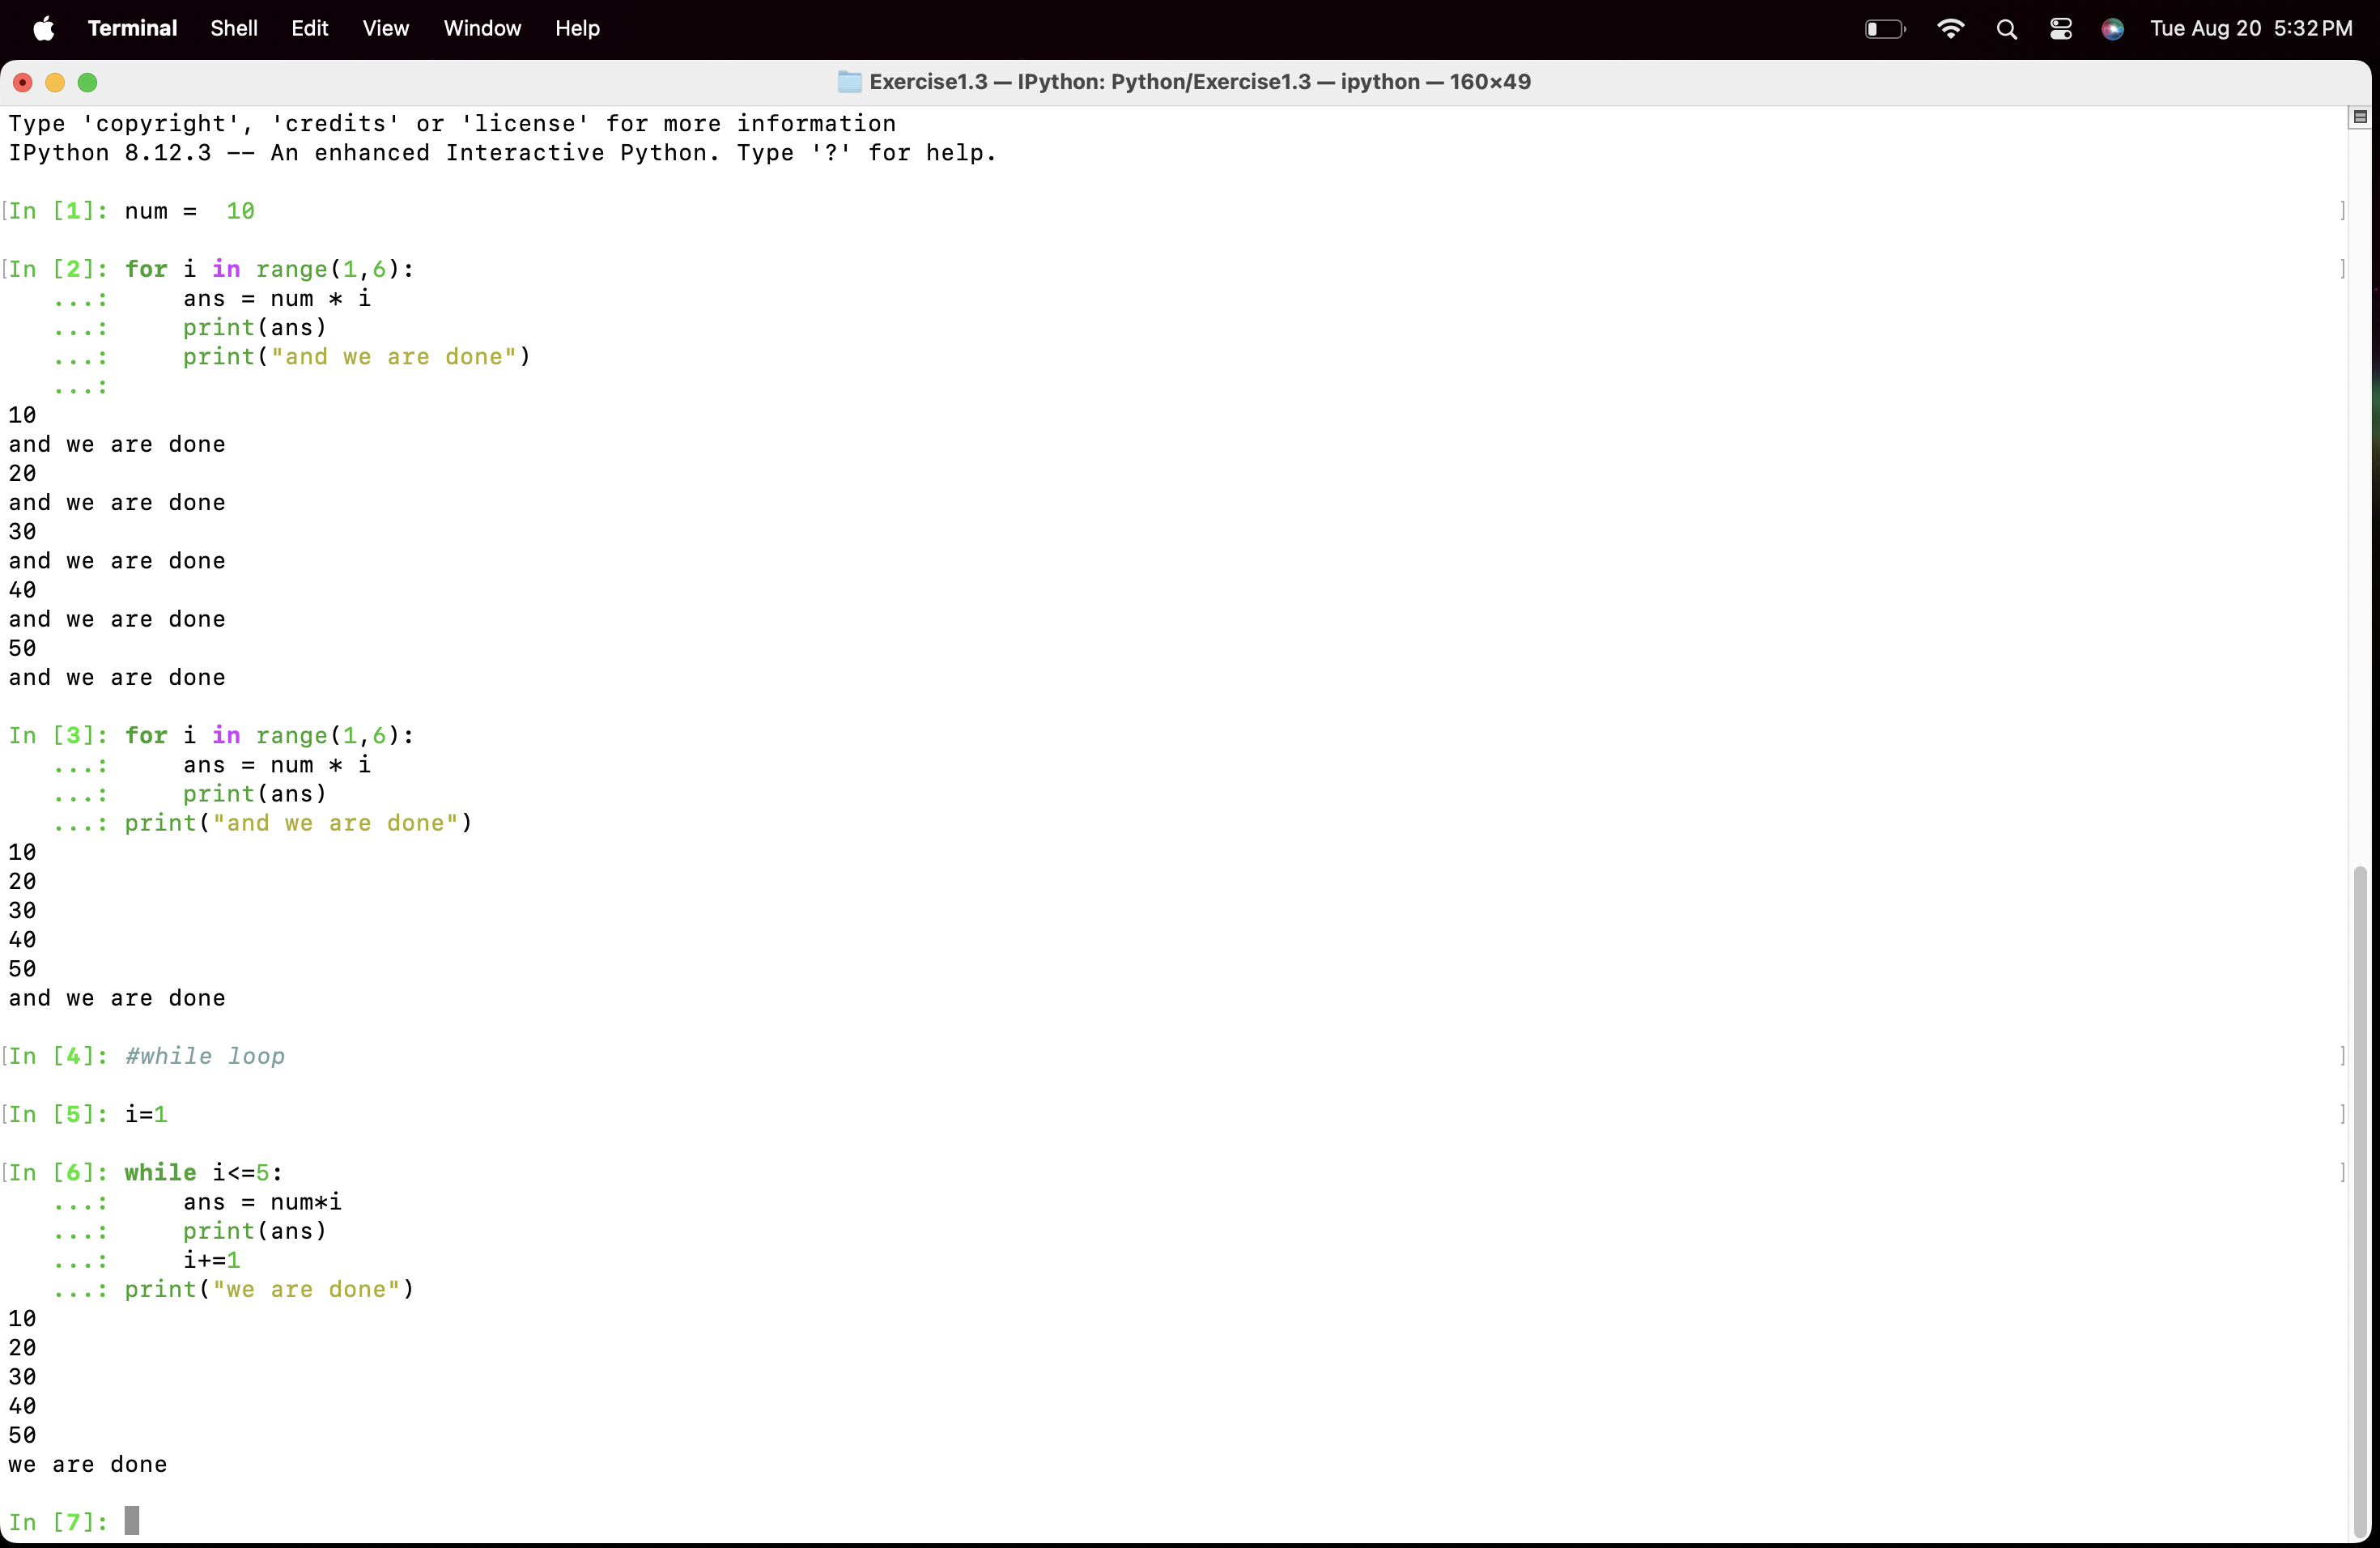 Terminal Shell Edit View Window Help Tue Aug 20 5:32 PM
Exercise1.3 — IPython: Python/Exercise1.3 — ipython — 160×49
Type 'copyright', 'credits' or 'license' for more information
IPython 8.12.3 -- An enhanced Interactive Python. Type '?' for help.
[In [1]: num =  10 ]
[In [2]: for i in range(1,6): ]
   ...:     ans = num * i
   ...:     print(ans)
   ...:     print("and we are done")
   ...:
10
and we are done
20
and we are done
30
and we are done
40
and we are done
50
and we are done
In [3]: for i in range(1,6):
   ...:     ans = num * i
   ...:     print(ans)
   ...: print("and we are done")
10
20
30
40
50
and we are done
[In [4]: #while loop ]
[In [5]: i=1 ]
[In [6]: while i<=5: ]
   ...:     ans = num*i
   ...:     print(ans)
   ...:     i+=1
   ...: print("we are done")
10
20
30
40
50
we are done
In [7]: